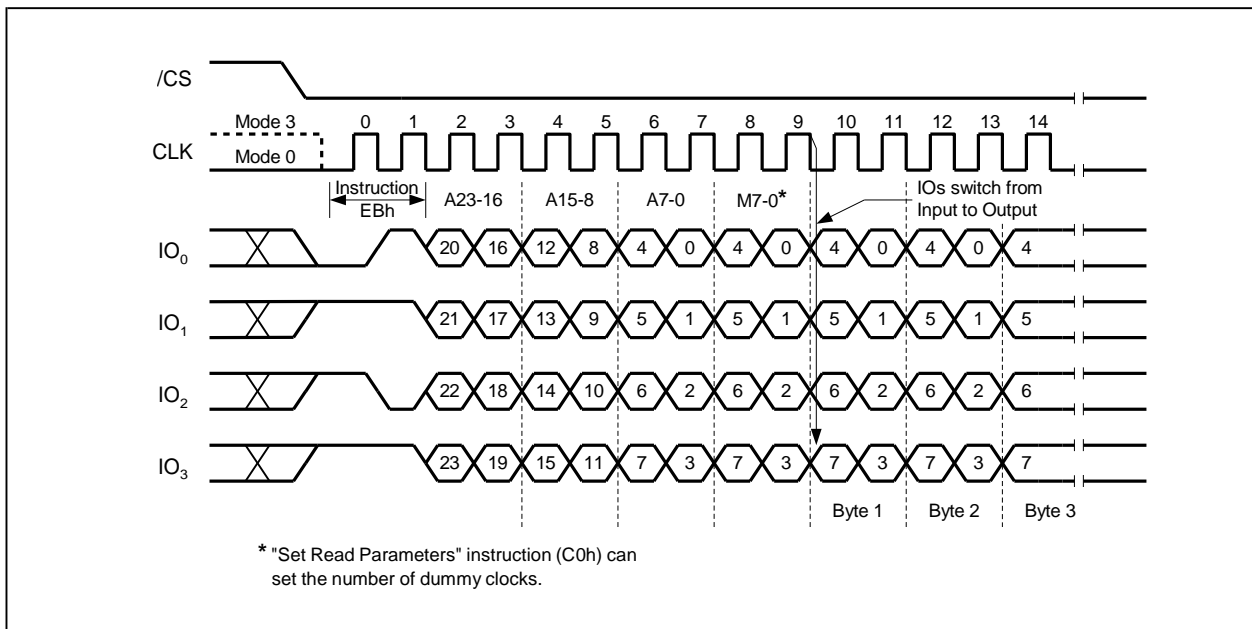 /CS
Mode 3
0 1 2 3 4 5 6 7 8 9 10 11 12 13 14
CLK
Mode 0
Instruction
EBh
A23-16 A15-8 A7-0 M7-0*
IOs switch from
Input to Output
IO0 20 16 12 8 4 0 4 0 4 0 4 0 4
IO1 21 17 13 9 5 1 5 1 5 1 5 1 5
IO2 22 18 14 10 6 2 6 2 6 2 6 2 6
IO3 23 19 15 11 7 3 7 3 7 3 7 3 7
Byte 1 Byte 2 Byte 3
* "Set Read Parameters" instruction (C0h) can
set the number of dummy clocks.